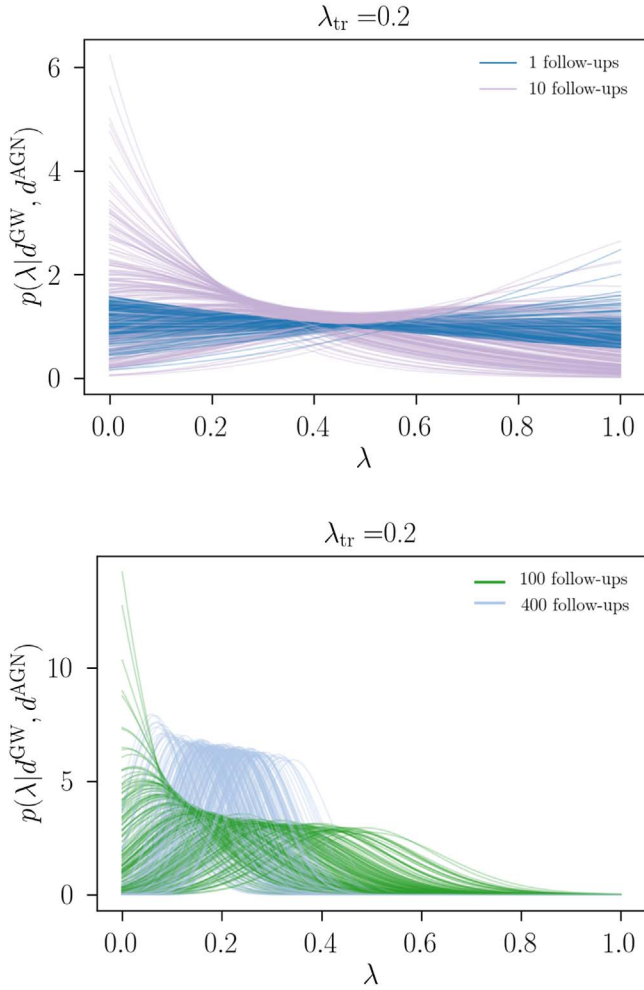 λ_tr =0.2
1 follow-ups
10 follow-ups
p(λ|d^GW, d^AGN)
6
4
2
0
0.0 0.2 0.4 0.6 0.8 1.0
λ
λ_tr =0.2
100 follow-ups
400 follow-ups
p(λ|d^GW, d^AGN)
10
5
0
0.0 0.2 0.4 0.6 0.8 1.0
λ